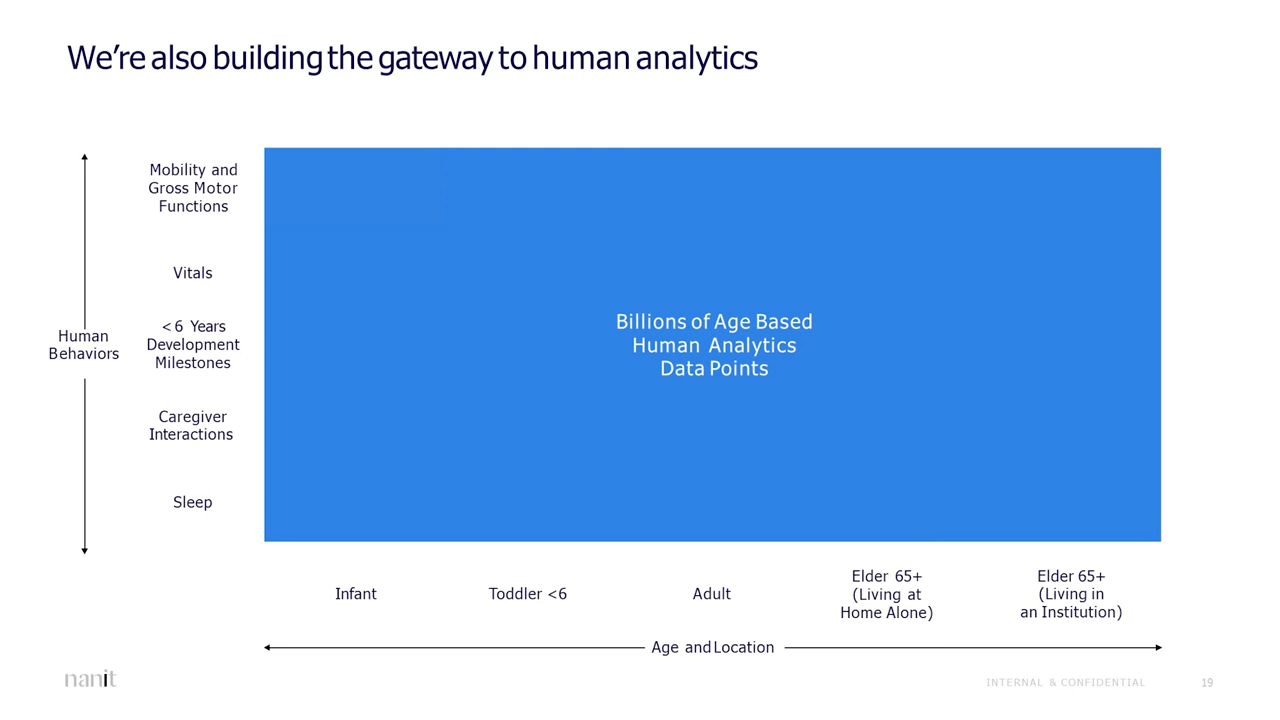 We’re also building the gateway to human analytics
Mobility and
Gross Motor
Functions
Vitals
Human
Behaviors
< 6 Years
Development
Milestones
Caregiver
Interactions
Sleep
Billions of Age Based
Human Analytics
Data Points
Infant
Toddler <6
Adult
Elder 65+
(Living at
Home Alone)
Elder 65+
(Living in
an Institution)
Age and Location
nanit
INTERNAL & CONFIDENTIAL
19